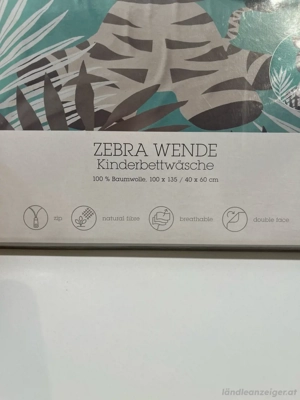 ZEBRA WENDE
Kinderbettwäsche
100 % Baumwolle, 100 x 135 / 40 x 60 cm
zip natural fibre breathable double face
ländleanzeiger.at